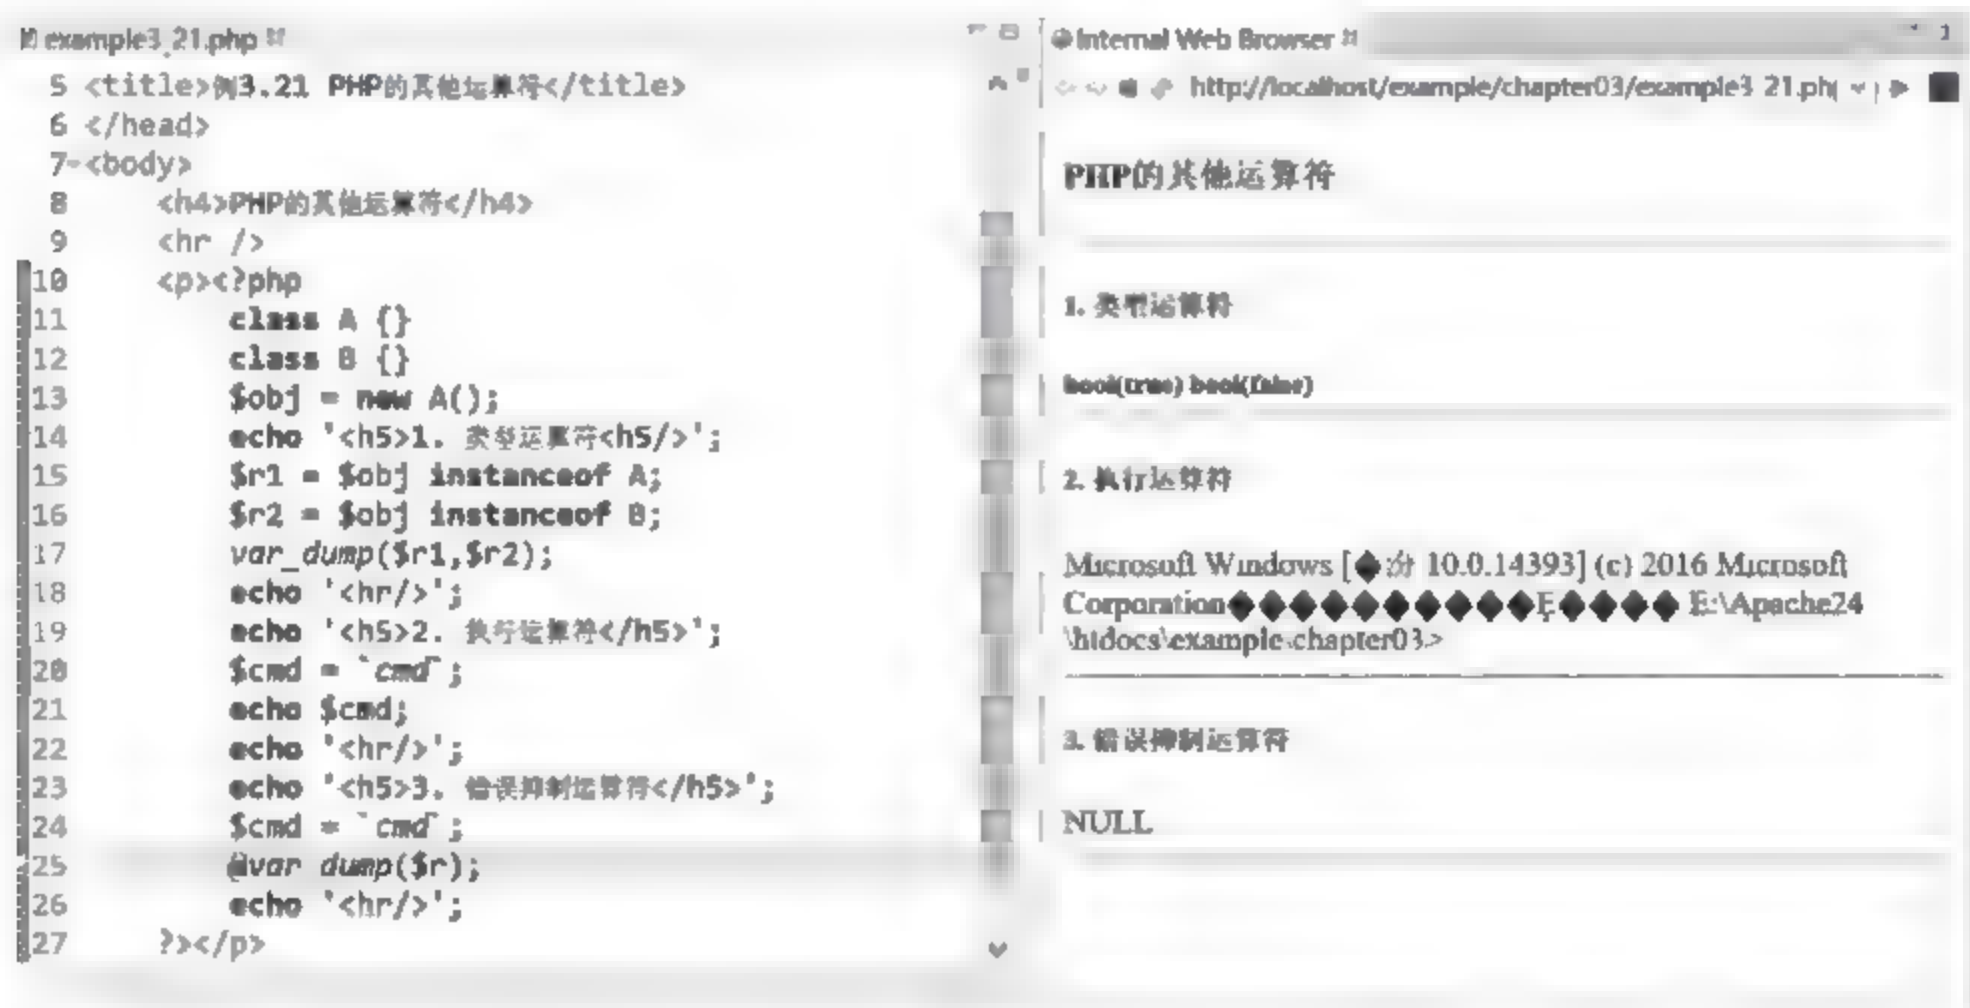 example3_21.php
5 <title>例3.21 PHP的其他运算符</title>
6 </head>
7 <body>
8 <h4>PHP的其他运算符</h4>
9 <hr />
10 <p><?php
11 class A {}
12 class B {}
13 $obj = new A();
14 echo '<h5>1. 类型运算符<h5/>';
15 $r1 = $obj instanceof A;
16 $r2 = $obj instanceof B;
17 var_dump($r1,$r2);
18 echo '<hr/>';
19 echo '<h5>2. 执行运算符</h5>';
20 $cmd = `cmd`;
21 echo $cmd;
22 echo '<hr/>';
23 echo '<h5>3. 错误抑制运算符</h5>';
24 $cmd = `cmd`;
25 @var_dump($r);
26 echo '<hr/>';
27 ?></p>
Internal Web Browser
http://localhost/example/chapter03/example3_21.php
PHP的其他运算符
1. 类型运算符
bool(true) bool(false)
2. 执行运算符
Microsoft Windows [�汾 10.0.14393] (c) 2016 Microsoft
Corporation����������Ȩ���� E:\Apache24
\htdocs\example\chapter03>
3. 错误抑制运算符
NULL